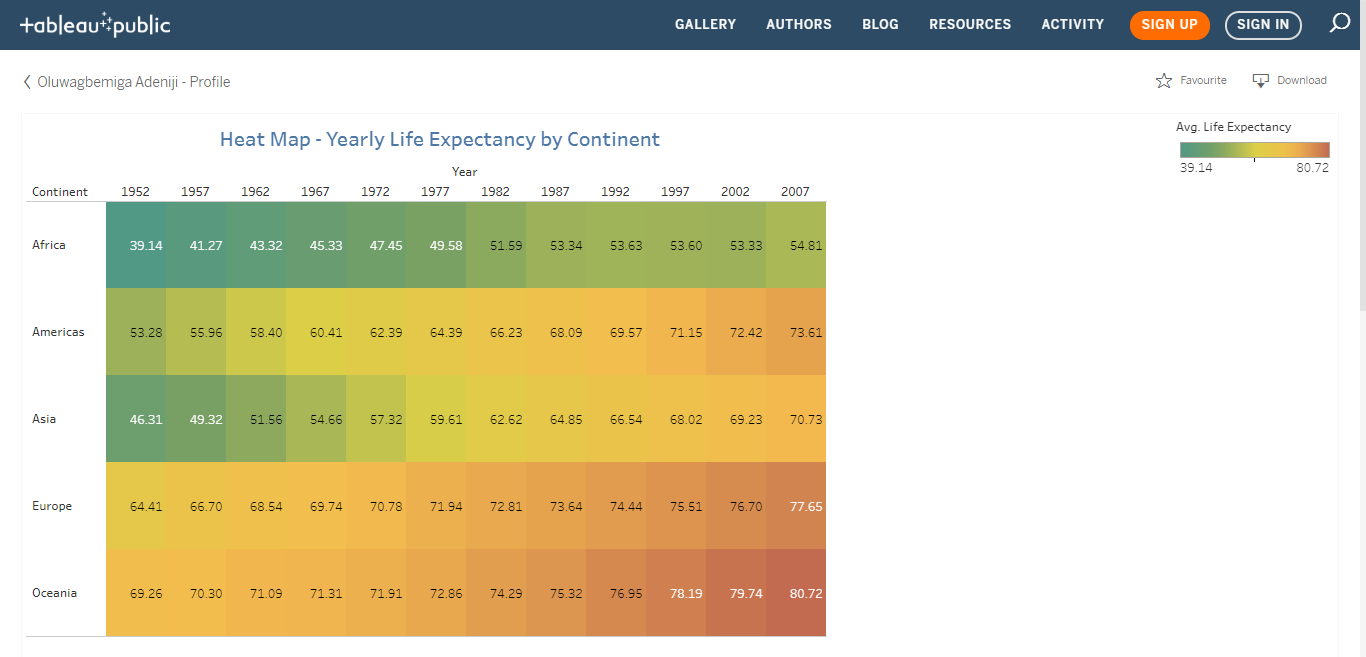 tableau public
GALLERY AUTHORS BLOG RESOURCES ACTIVITY SIGN UP SIGN IN
Oluwagbemiga Adeniji - Profile
Favourite Download
Heat Map - Yearly Life Expectancy by Continent
Avg. Life Expectancy
39.14 80.72
Year
Continent 1952 1957 1962 1967 1972 1977 1982 1987 1992 1997 2002 2007
Africa 39.14 41.27 43.32 45.33 47.45 49.58 51.59 53.34 53.63 53.60 53.33 54.81
Americas 53.28 55.96 58.40 60.41 62.39 64.39 66.23 68.09 69.57 71.15 72.42 73.61
Asia 46.31 49.32 51.56 54.66 57.32 59.61 62.62 64.85 66.54 68.02 69.23 70.73
Europe 64.41 66.70 68.54 69.74 70.78 71.94 72.81 73.64 74.44 75.51 76.70 77.65
Oceania 69.26 70.30 71.09 71.31 71.91 72.86 74.29 75.32 76.95 78.19 79.74 80.72